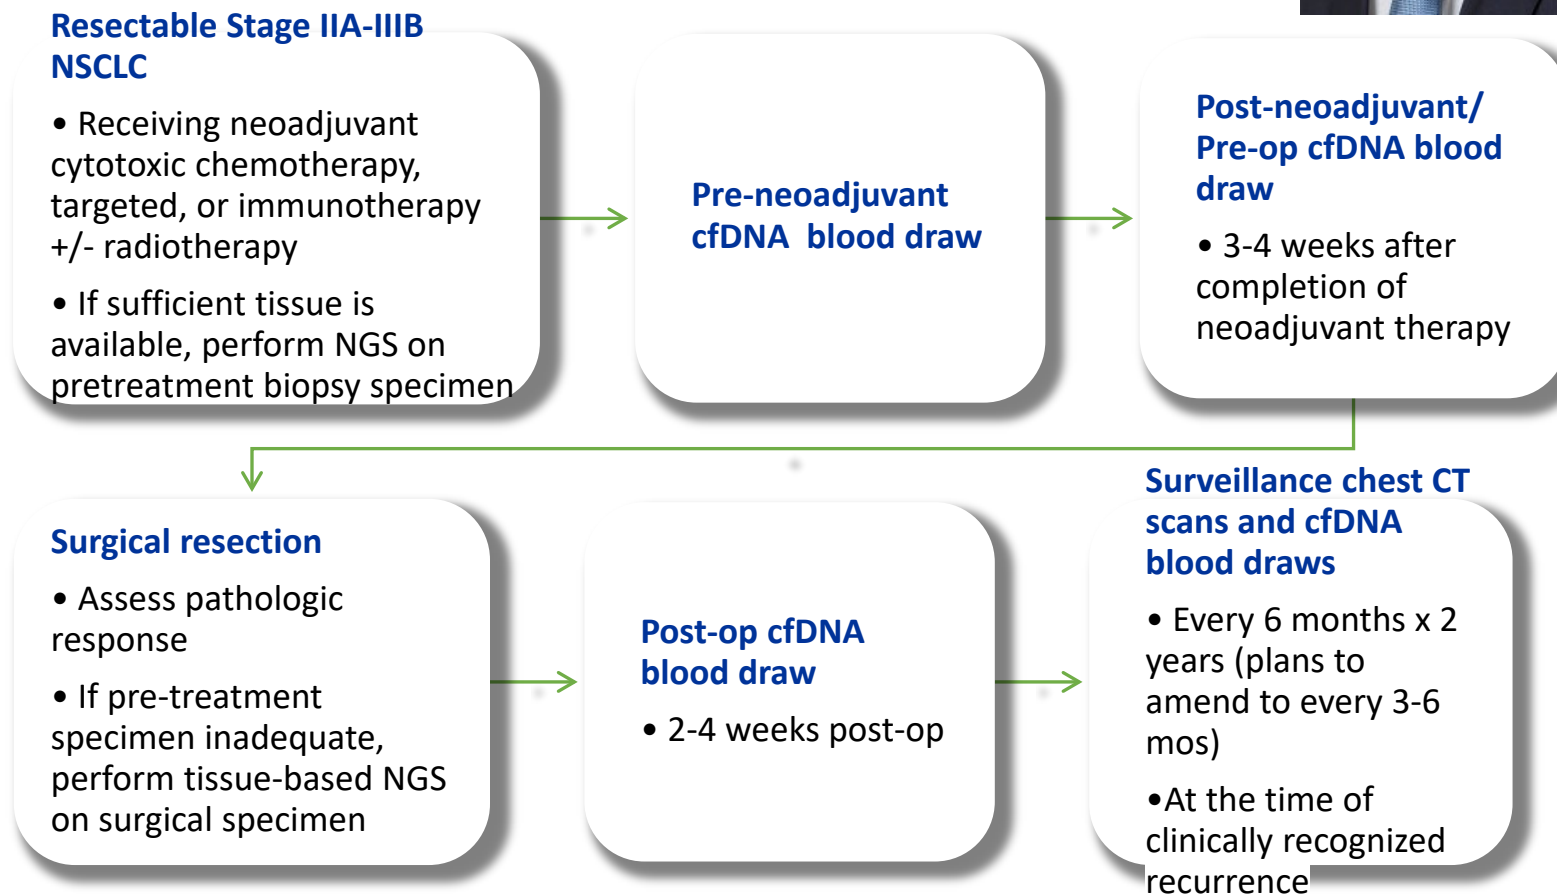 Resectable Stage IIA-IIIB
NSCLC
• Receiving neoadjuvant
cytotoxic chemotherapy,
targeted, or immunotherapy
+/- radiotherapy
• If sufficient tissue is
available, perform NGS on
pretreatment biopsy specimen
Pre-neoadjuvant
cfDNA  blood draw
Post-neoadjuvant/
Pre-op cfDNA blood
draw
• 3-4 weeks after
completion of
neoadjuvant therapy
Surgical resection
• Assess pathologic
response
• If pre-treatment
specimen inadequate,
perform tissue-based NGS
on surgical specimen
Post-op cfDNA
blood draw
• 2-4 weeks post-op
Surveillance chest CT
scans and cfDNA
blood draws
• Every 6 months x 2
years (plans to
amend to every 3-6
mos)
•At the time of
clinically recognized
recurrence